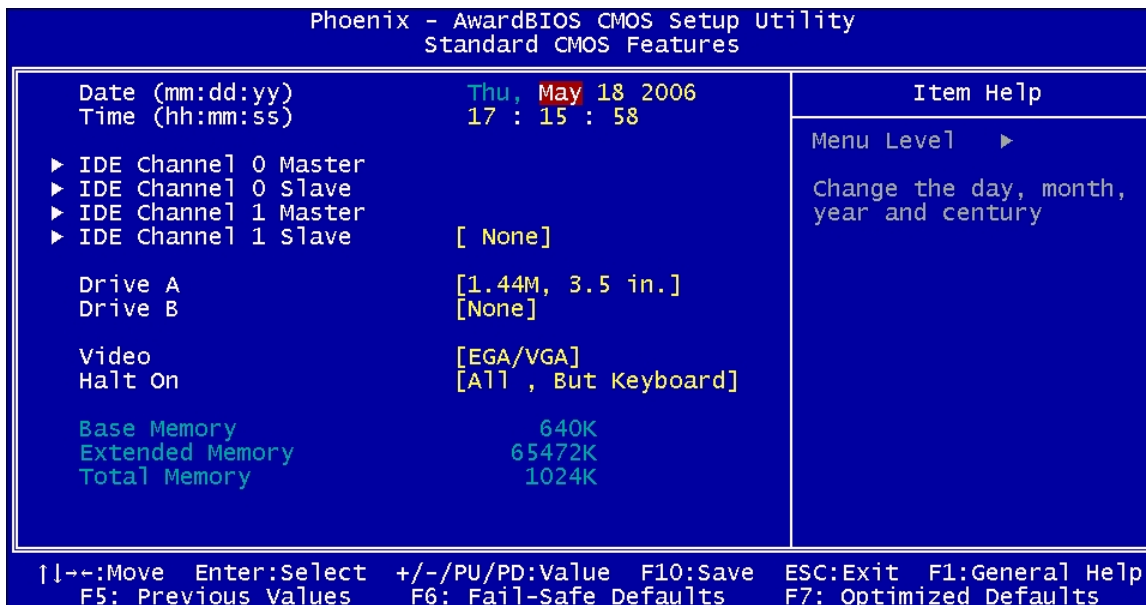 Phoenix - AwardBIOS CMOS Setup Utility
Standard CMOS Features
Date (mm:dd:yy) Thu, May 18 2006
Time (hh:mm:ss) 17 : 15 : 58
▶ IDE Channel 0 Master
▶ IDE Channel 0 Slave
▶ IDE Channel 1 Master
▶ IDE Channel 1 Slave [ None]
Drive A [1.44M, 3.5 in.]
Drive B [None]
Video [EGA/VGA]
Halt On [All , But Keyboard]
Base Memory 640K
Extended Memory 65472K
Total Memory 1024K
Item Help
Menu Level ▶
Change the day, month,
year and century
↑↓→←:Move Enter:Select +/-/PU/PD:Value F10:Save ESC:Exit F1:General Help
F5: Previous Values F6: Fail-Safe Defaults F7: Optimized Defaults